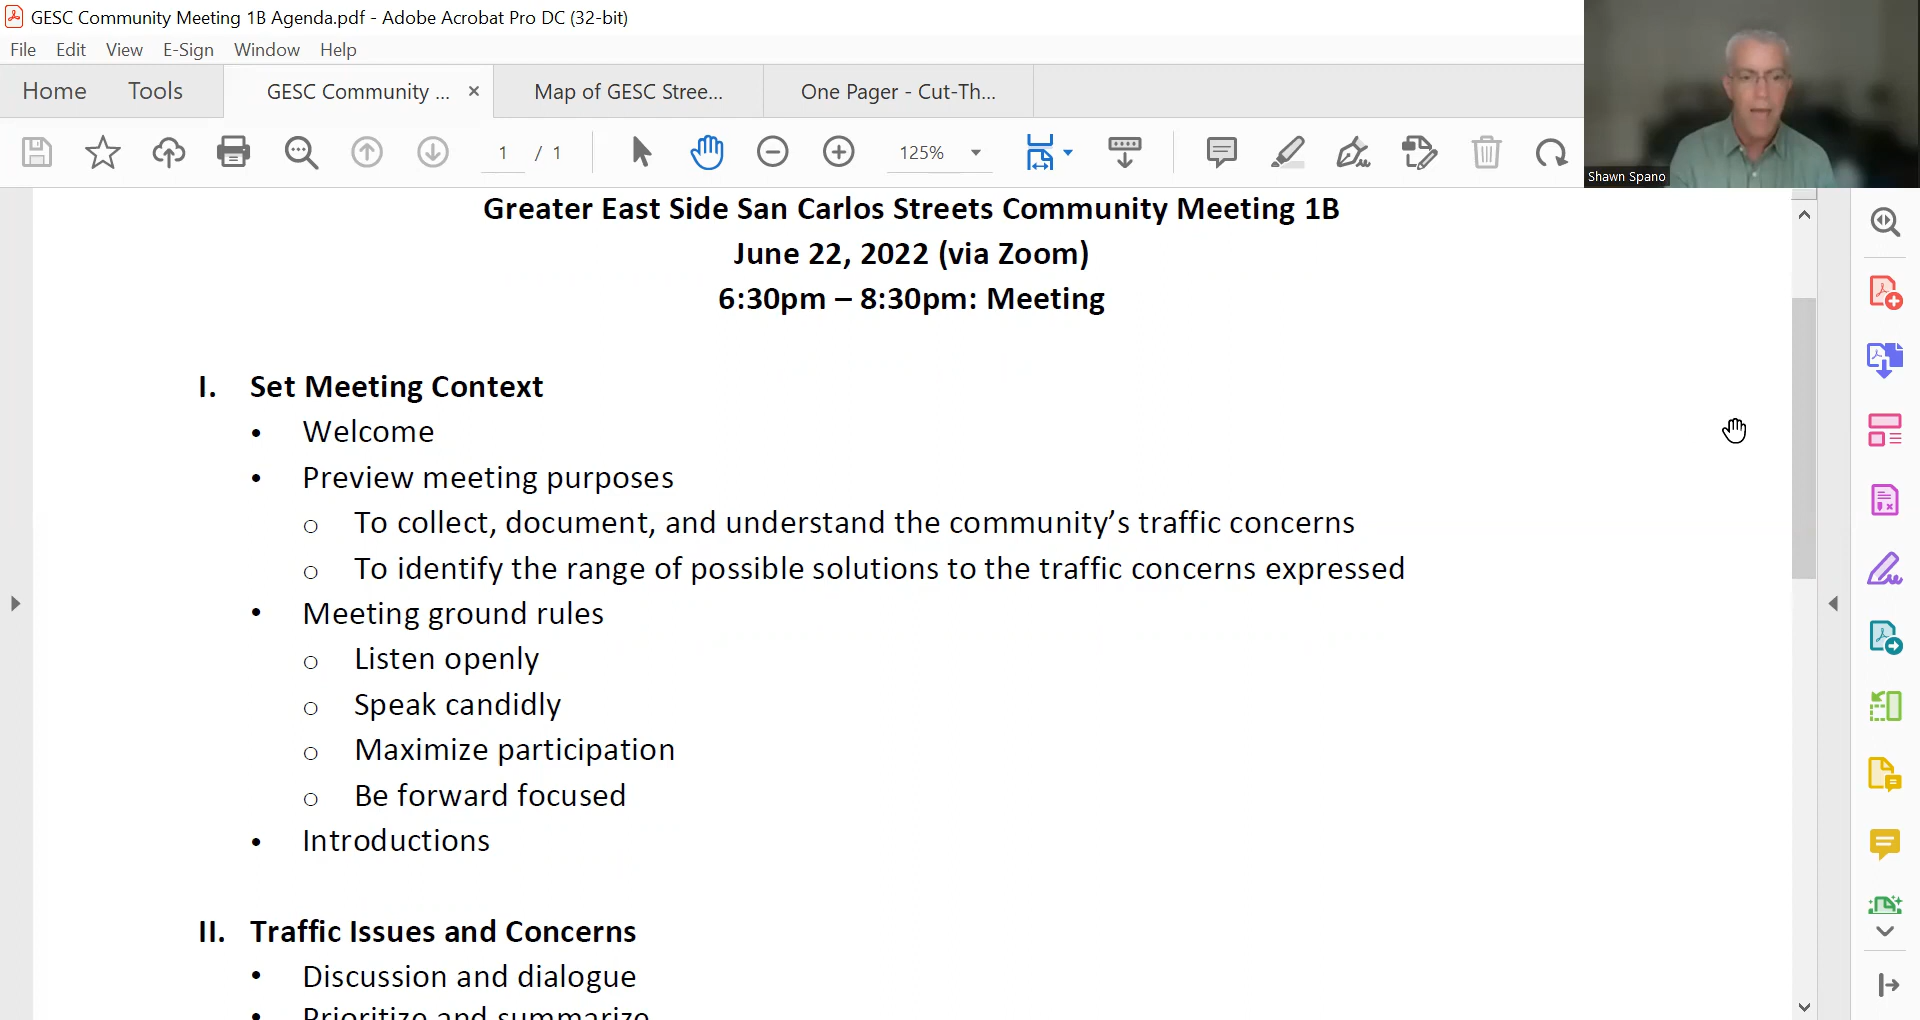 GESC Community Meeting 1B Agenda.pdf - Adobe Acrobat Pro DC (32-bit)
File Edit View E-Sign Window Help
Home Tools GESC Community ... × Map of GESC Stree... One Pager - Cut-Th...
1 / 1 125%
Shawn Spano
Greater East Side San Carlos Streets Community Meeting 1B
June 22, 2022 (via Zoom)
6:30pm – 8:30pm: Meeting
I. Set Meeting Context
• Welcome
• Preview meeting purposes
o To collect, document, and understand the community’s traffic concerns
o To identify the range of possible solutions to the traffic concerns expressed
• Meeting ground rules
o Listen openly
o Speak candidly
o Maximize participation
o Be forward focused
• Introductions
II. Traffic Issues and Concerns
• Discussion and dialogue
• Prioritize and summarize